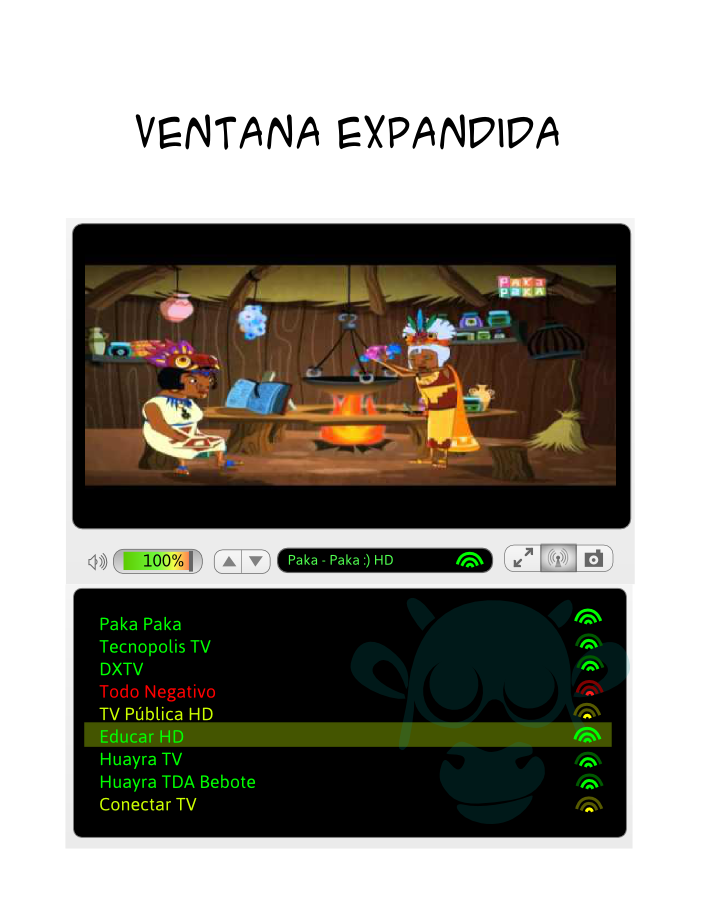 VENTANA EXPANDIDA
PAKA
PAKA
100%
Paka - Paka :) HD
Paka Paka
Tecnopolis TV
DXTV
Todo Negativo
TV Pública HD
Educar HD
Huayra TV
Huayra TDA Bebote
Conectar TV